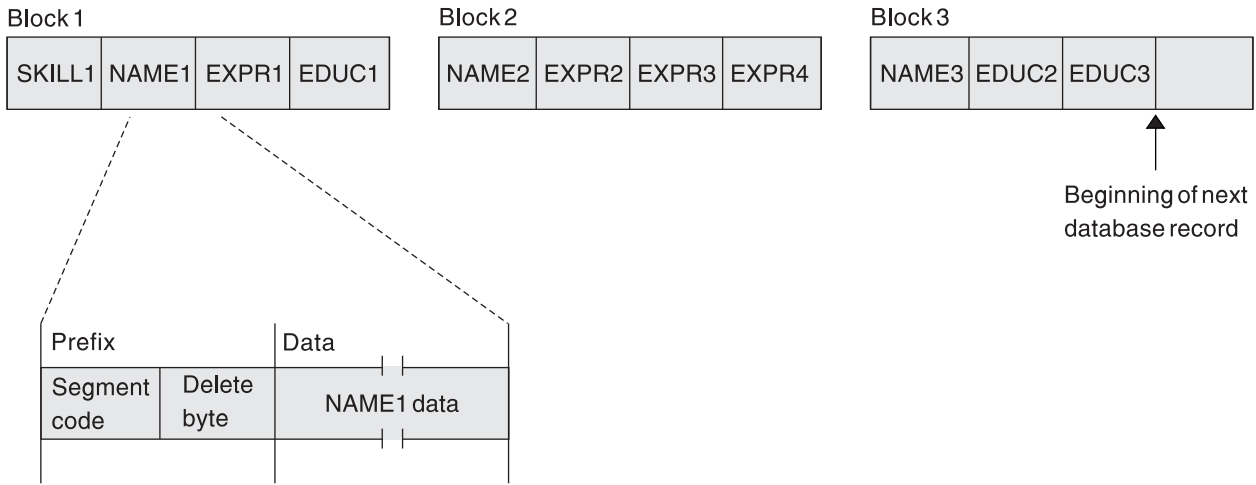 Block 1
Block 2
Block 3
SKILL1 NAME1 EXPR1 EDUC1
NAME2 EXPR2 EXPR3 EXPR4
NAME3 EDUC2 EDUC3
Beginning of next
database record
Prefix
Data
Segment
code
Delete
byte
NAME1 data